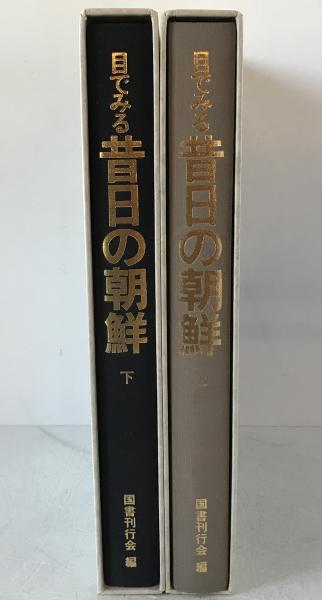 目でみる昔日の朝鮮
上
国書刊行会 編
目でみる昔日の朝鮮
下
国書刊行会 編